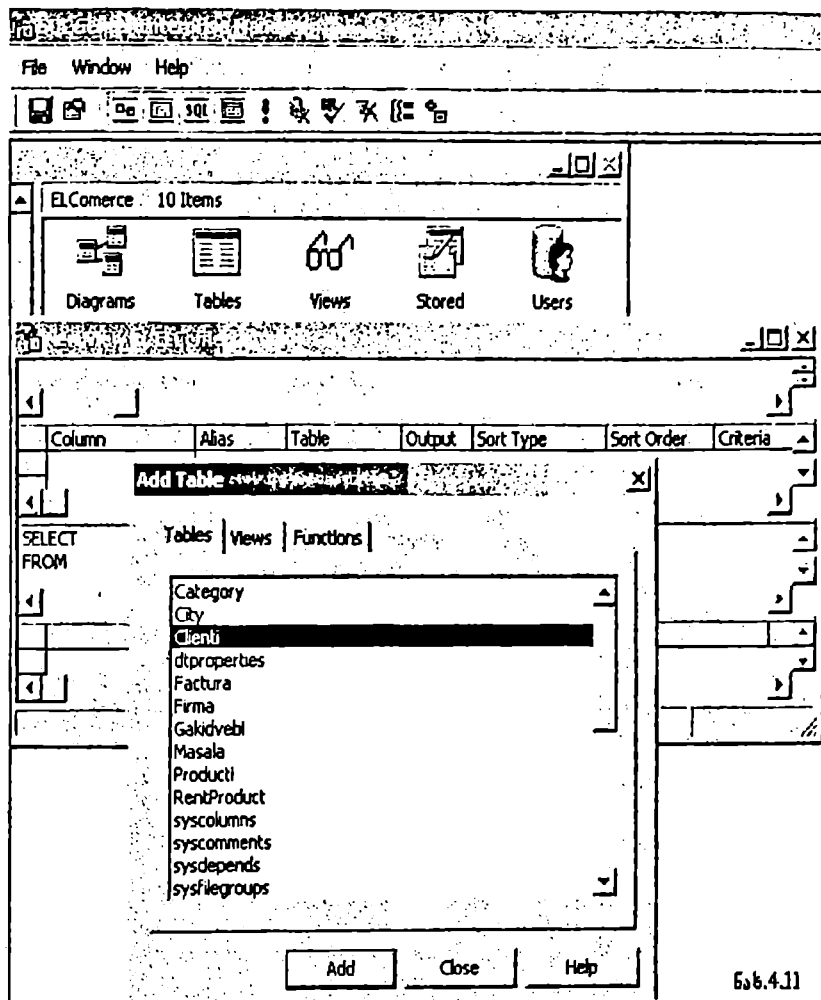 File Window Help
SQL
ELComerce 10 Items
Diagrams Tables Views Stored Users
Column Alias Table Output Sort Type Sort Order Criteria
Add Table
Tables Views Functions
SELECT
FROM
Category
City
Clienti
dtproperties
Factura
Firma
Gakidvebi
Masala
Producti
RentProduct
syscolumns
syscomments
sysdepends
sysfilegroups
Add Close Help
ნახ.4.11